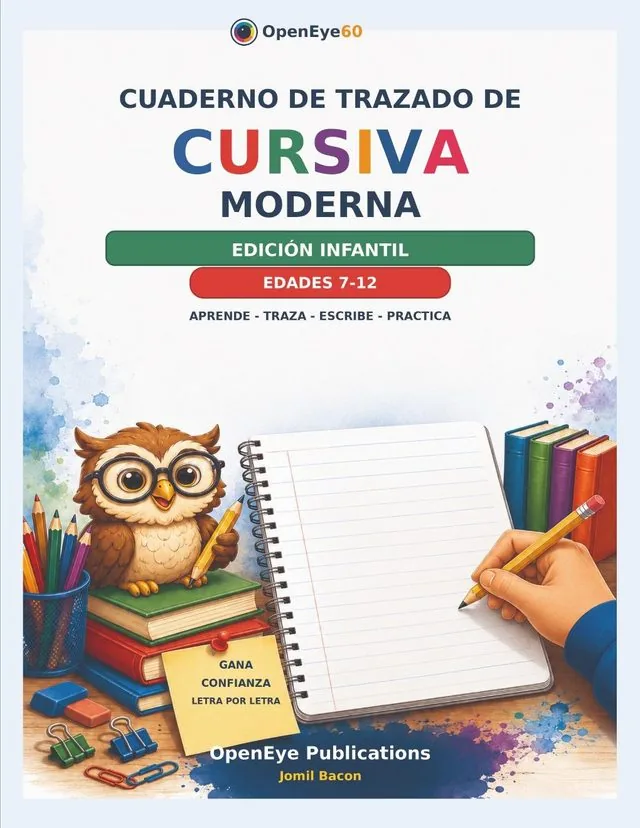 OpenEye60
CUADERNO DE TRAZADO DE
CURSIVA
MODERNA
EDICIÓN INFANTIL
EDADES 7-12
APRENDE - TRAZA - ESCRIBE - PRACTICA
GANA
CONFIANZA
LETRA POR LETRA
OpenEye Publications
Jomil Bacon